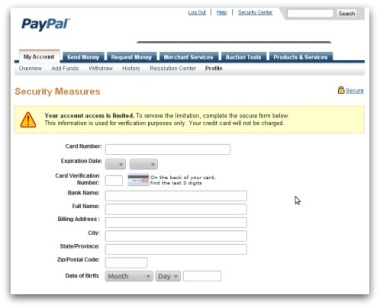 Log Out | Help | Security Center
Search
PayPal
My Account Send Money Request Money Merchant Services Auction Tools Products & Services
Overview Add Funds Withdraw History Resolution Center Profile
Security Measures
Secure
Your account access is limited. To remove the limitation, complete the secure form below.
This information is used for verification purposes only. Your credit card will not be charged.
Card Number:
Expiration Date:
Card Verification
Number:
On the back of your card,
find the last 3 digits
Bank Name:
Full Name:
Billing Address :
City:
State/Province:
Zip/Postal Code:
Date of Birth: Month Day